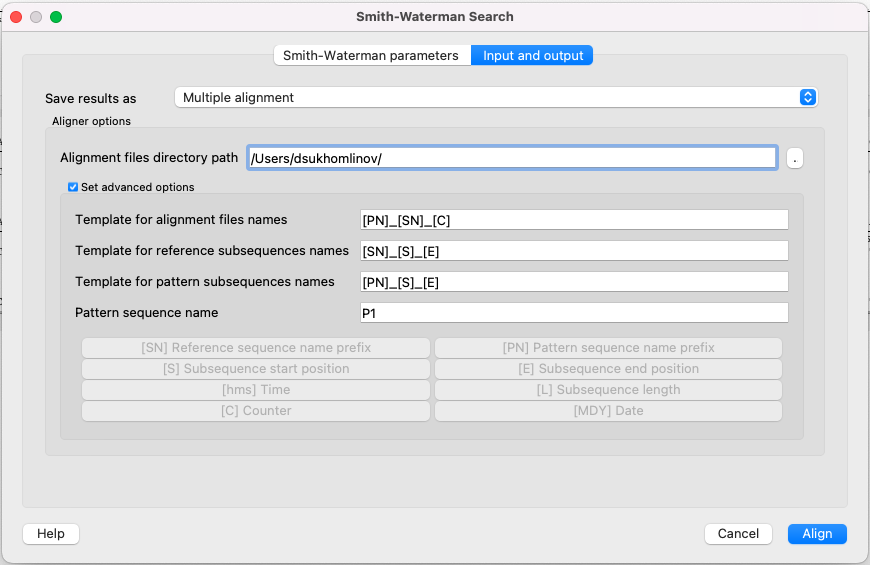 Smith-Waterman Search
Smith-Waterman parameters Input and output
Save results as Multiple alignment
Aligner options
Alignment files directory path /Users/dsukhomlinov/ .
Set advanced options
Template for alignment files names [PN]_[SN]_[C]
Template for reference subsequences names [SN]_[S]_[E]
Template for pattern subsequences names [PN]_[S]_[E]
Pattern sequence name P1
[SN] Reference sequence name prefix [PN] Pattern sequence name prefix
[S] Subsequence start position [E] Subsequence end position
[hms] Time [L] Subsequence length
[C] Counter [MDY] Date
Help Cancel Align